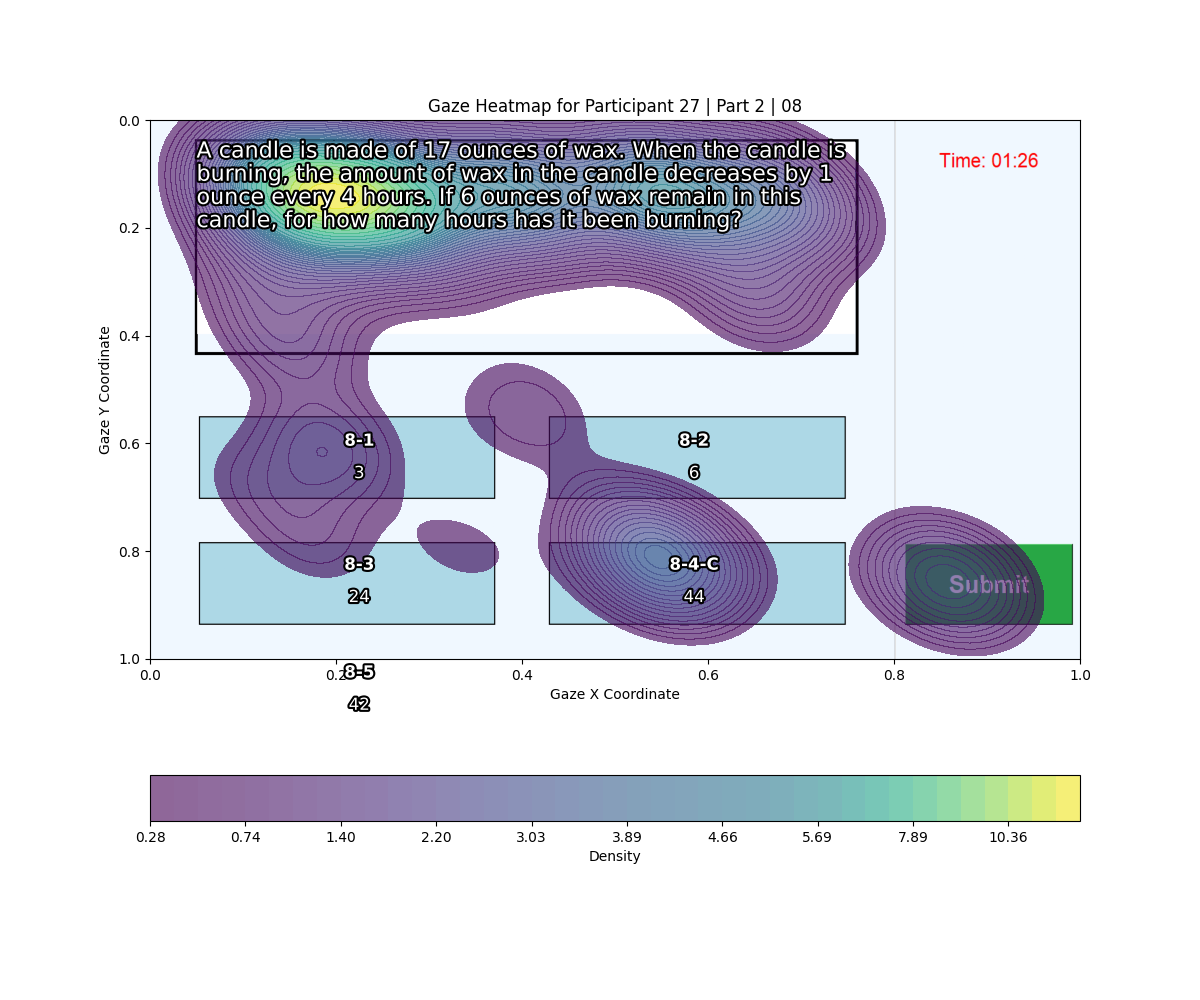 Gaze Heatmap for Participant 27 | Part 2 | 08
A candle is made of 17 ounces of wax. When the candle is
burning, the amount of wax in the candle decreases by 1
ounce every 4 hours. If 6 ounces of wax remain in this
candle, for how many hours has it been burning?
Time: 01:26
8-1
3
8-2
6
8-3
24
8-4-C
44
Submit
8-5
42
0.0
0.2
0.4
0.6
0.8
1.0
Gaze Y Coordinate
0.0
0.2
0.4
0.6
0.8
1.0
Gaze X Coordinate
0.28
0.74
1.40
2.20
3.03
3.89
4.66
5.69
7.89
10.36
Density